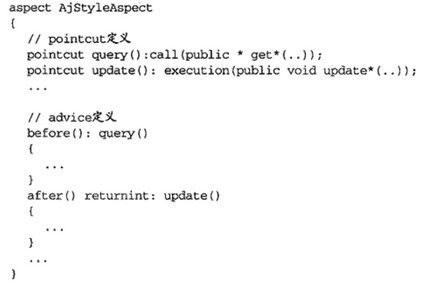 aspect AjStyleAspect
{
// pointcut定义
pointcut query():call(public * get*(..));
pointcut update(): execution(public void update*(..));
...
// advice定义
before(): query()
{
...
}
after() returnint: update()
{
...
}
...
}